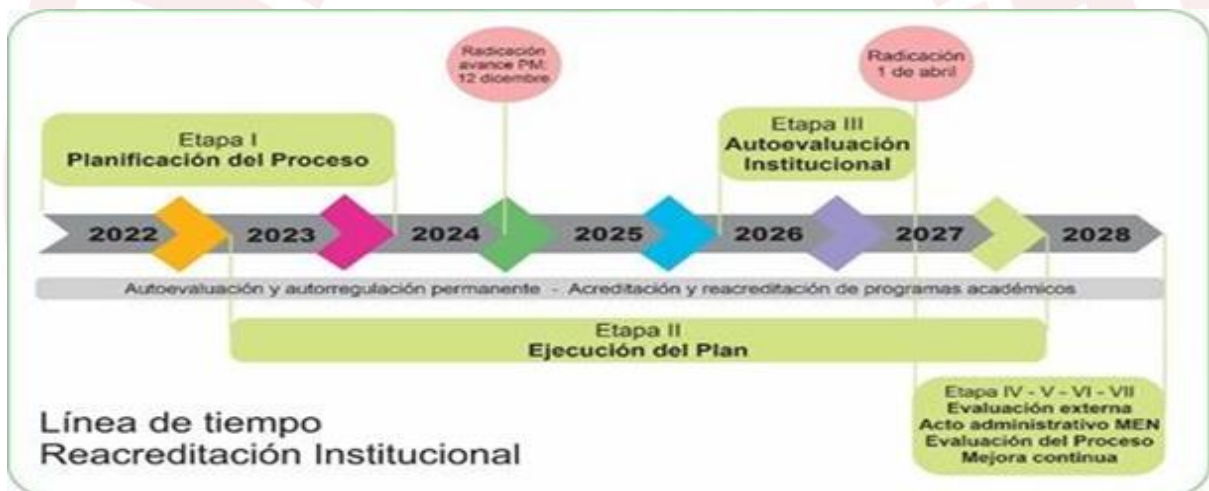 Radicación
avance PM:
12 diciembre
Radicación
1 de abril
Etapa I
Planificación del Proceso
Etapa III
Autoevaluación
Institucional
2022 2023 2024 2025 2026 2027 2028
Autoevaluación y autorregulación permanente - Acreditación y reacreditación de programas académicos
Etapa II
Ejecución del Plan
Etapa IV - V - VI - VII
Evaluación externa
Acto administrativo MEN
Evaluación del Proceso
Mejora continua
Línea de tiempo
Reacreditación Institucional